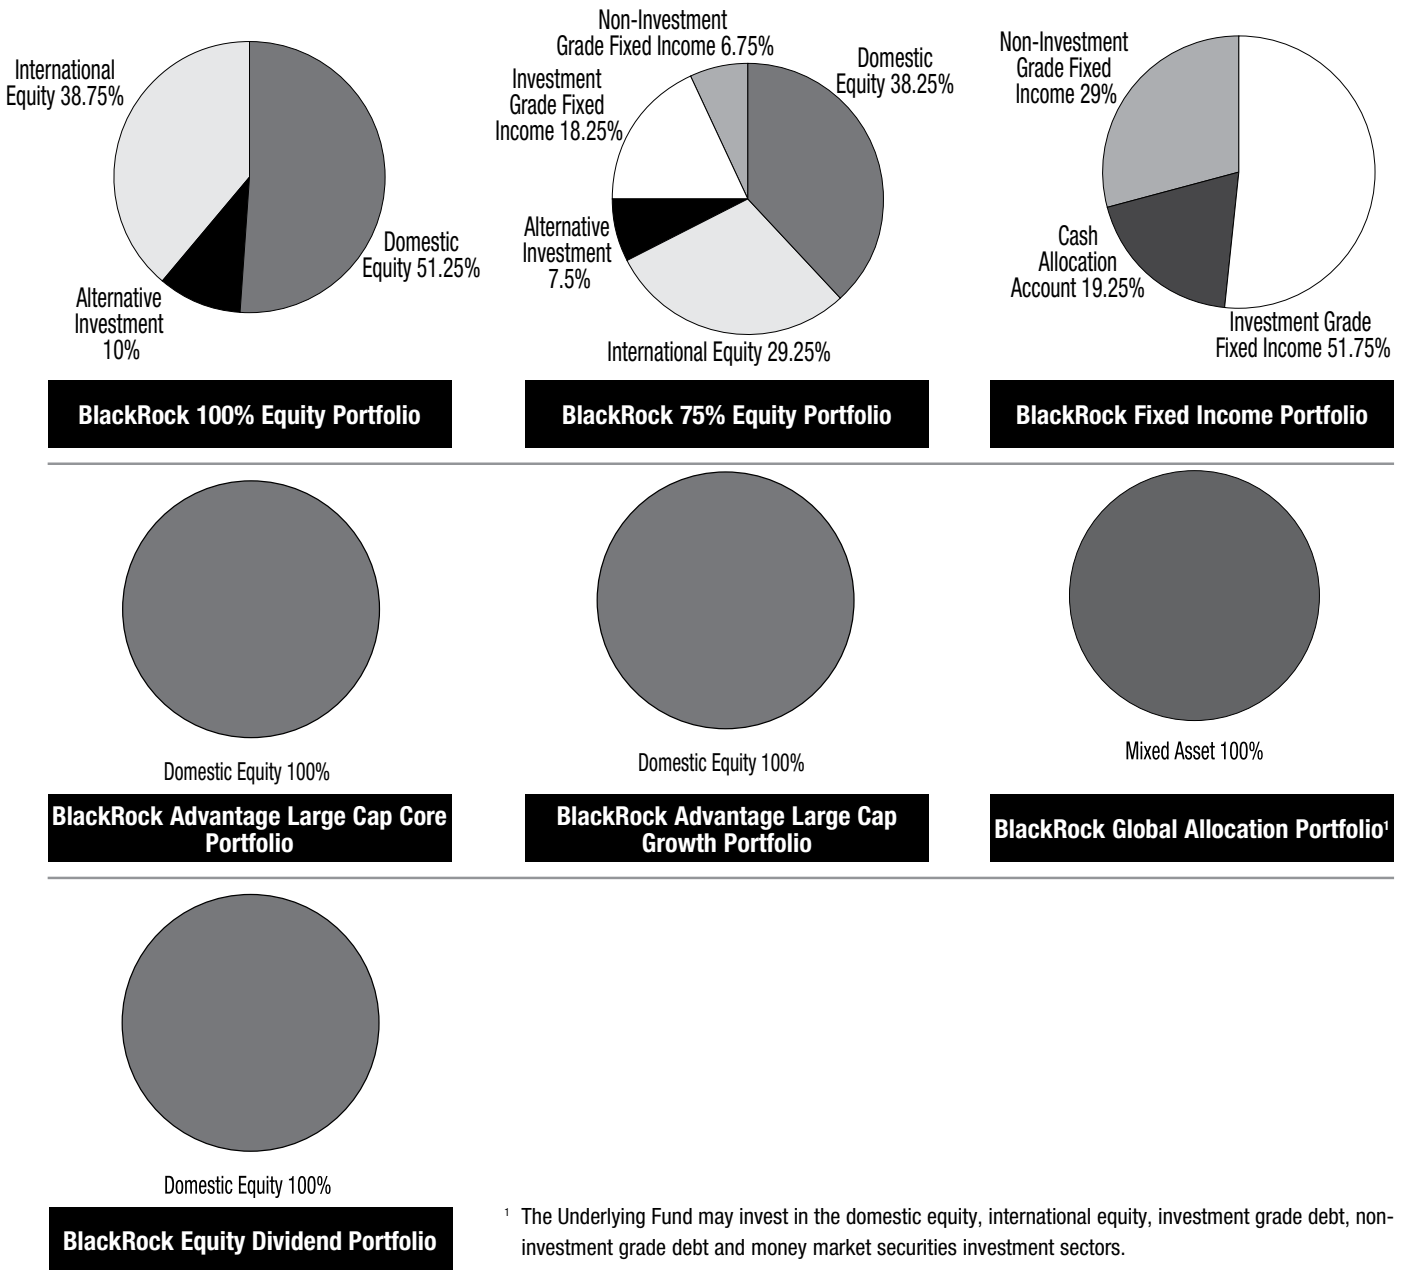 International
Equity 38.75%
Domestic
Equity 51.25%
Alternative
Investment
10%
BlackRock 100% Equity Portfolio
Non-Investment
Grade Fixed Income 6.75%
Domestic
Equity 38.25%
Investment
Grade Fixed
Income 18.25%
Alternative
Investment
7.5%
International Equity 29.25%
BlackRock 75% Equity Portfolio
Non-Investment
Grade Fixed
Income 29%
Cash
Allocation
Account 19.25%
Investment Grade
Fixed Income 51.75%
BlackRock Fixed Income Portfolio
Domestic Equity 100%
BlackRock Advantage Large Cap Core
Portfolio
Domestic Equity 100%
BlackRock Advantage Large Cap
Growth Portfolio
Mixed Asset 100%
BlackRock Global Allocation Portfolio¹
Domestic Equity 100%
BlackRock Equity Dividend Portfolio
¹ The Underlying Fund may invest in the domestic equity, international equity, investment grade debt, non-
investment grade debt and money market securities investment sectors.